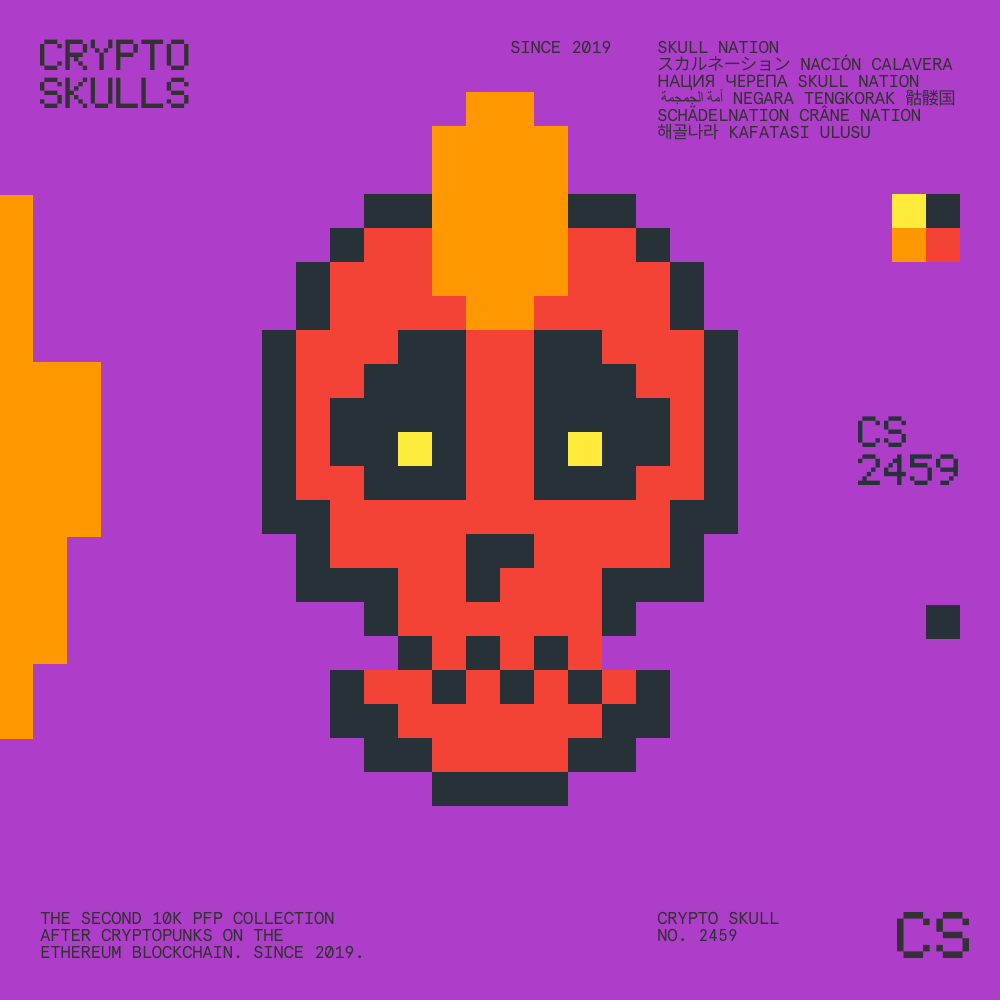 CRYPTO
SKULLS
SINCE 2019
SKULL NATION
スカルネーション NACIÓN CALAVERA
НАЦИЯ ЧЕРЕПА SKULL NATION
أمة الجمجمة NEGARA TENGKORAK 骷髅国
SCHÄDELNATION CRÂNE NATION
해골나라 KAFATASI ULUSU
CS
2459
THE SECOND 10K PFP COLLECTION
AFTER CRYPTOPUNKS ON THE
ETHEREUM BLOCKCHAIN. SINCE 2019.
CRYPTO SKULL
NO. 2459
CS